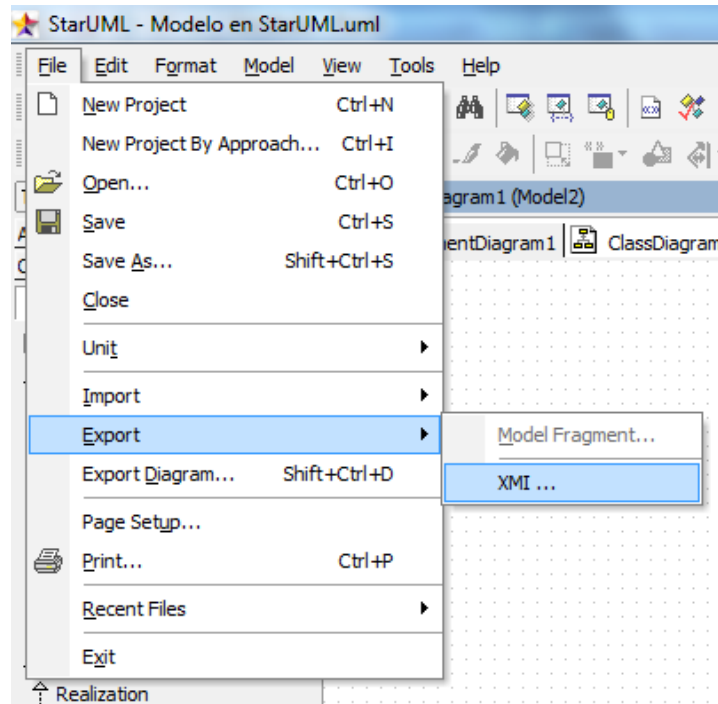 StarUML - Modelo en StarUML.uml
File Edit Format Model View Tools Help
New Project Ctrl+N
New Project By Approach... Ctrl+I
Open... Ctrl+O
agram1 (Model2)
Save Ctrl+S
entDiagram1 ClassDiagram
Save As... Shift+Ctrl+S
Close
Unit
Import
Export
Model Fragment...
Export Diagram... Shift+Ctrl+D
XMI ...
Page Setup...
Print... Ctrl+P
Recent Files
Exit
Realization